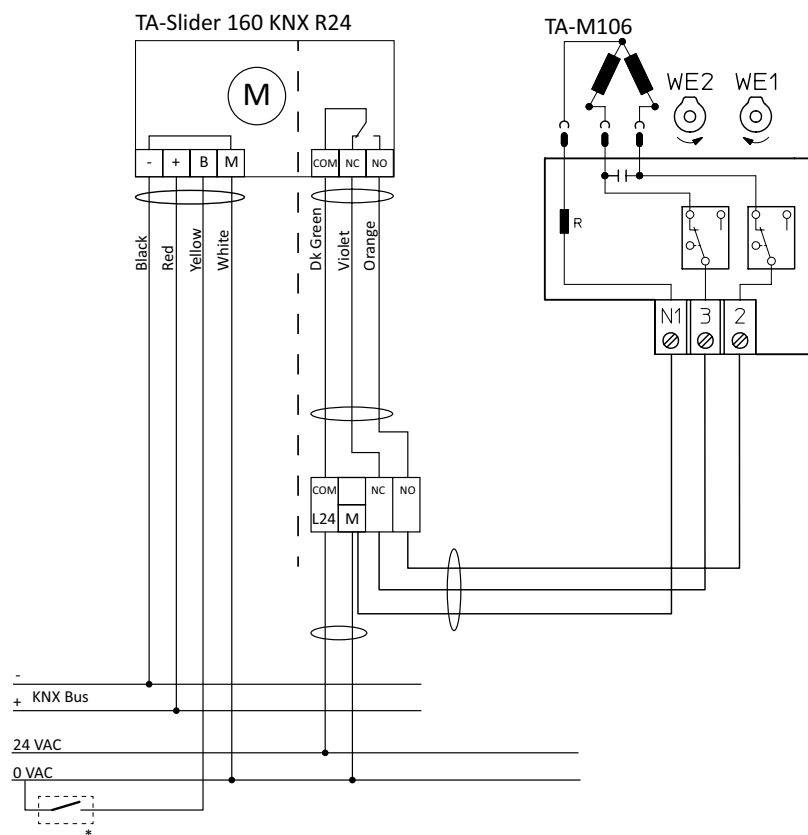 TA-Slider 160 KNX R24
TA-M106
WE2 WE1
M
- + B M
COM NC NO
Black
Red
Yellow
White
Dk Green
Violet
Orange
R
N1 3 2
COM NC NO
L24 M
-
+ KNX Bus
24 VAC
0 VAC
*